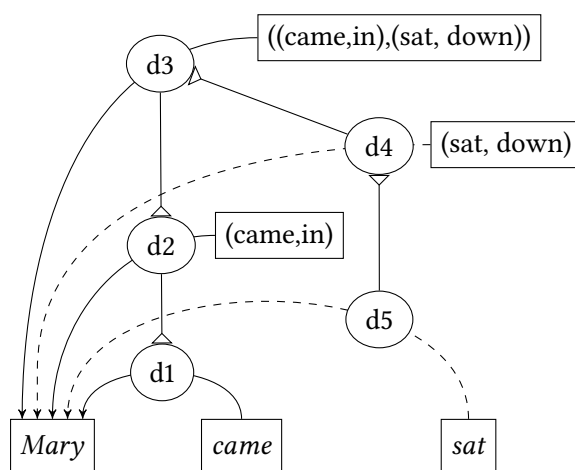 ((came,in),(sat, down))
d3
d4
(sat, down)
d2
(came,in)
d5
d1
Mary
came
sat